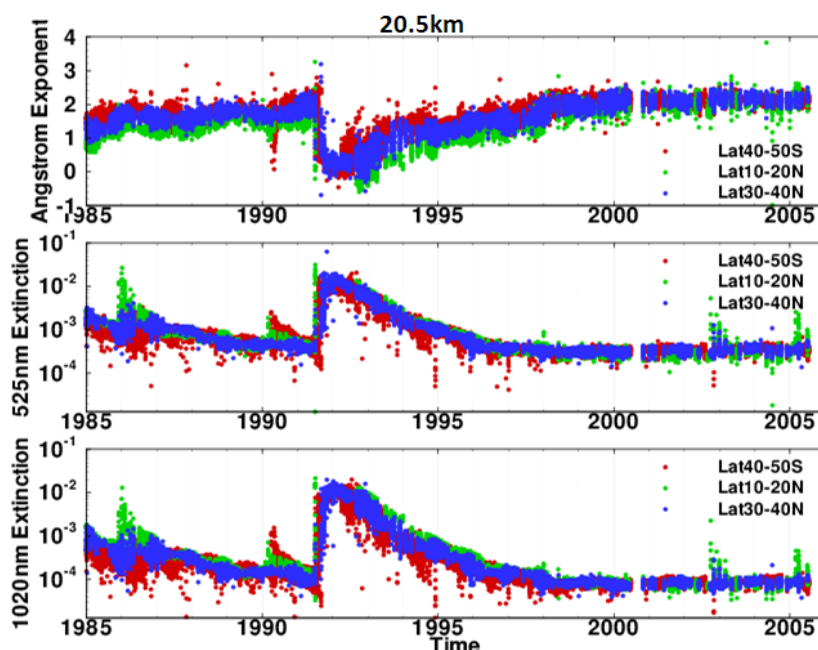 20.5km
Angstrom Exponent
4
3
2
1
0
-1
Lat40-50S
Lat10-20N
Lat30-40N
1985 1990 1995 2000 2005
525nm Extinction
10-1
10-2
10-3
10-4
Lat40-50S
Lat10-20N
Lat30-40N
1985 1990 1995 2000 2005
1020nm Extinction
10-1
10-2
10-3
10-4
Lat40-50S
Lat10-20N
Lat30-40N
1985 1990 1995 2000 2005
Time